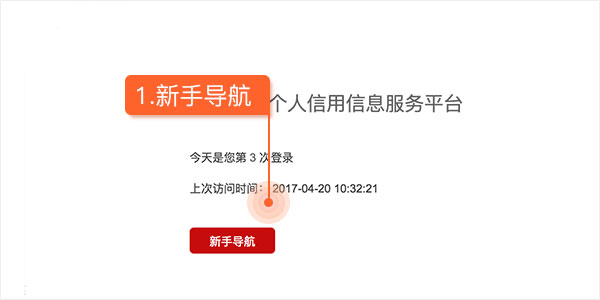 1.新手导航
个人信用信息服务平台
今天是您第 3 次登录
上次访问时间： 2017-04-20 10:32:21
新手导航